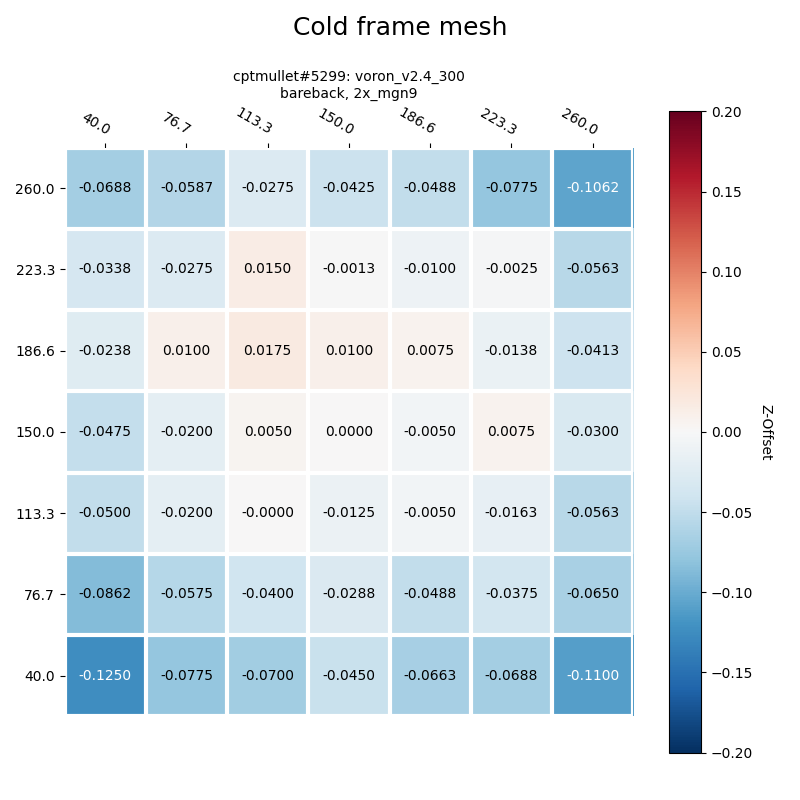 Cold frame mesh
cptmullet#5299: voron_v2.4_300
bareback, 2x_mgn9
40.0 76.7 113.3 150.0 186.6 223.3 260.0
260.0 -0.0688 -0.0587 -0.0275 -0.0425 -0.0488 -0.0775 -0.1062
223.3 -0.0338 -0.0275 0.0150 -0.0013 -0.0100 -0.0025 -0.0563
186.6 -0.0238 0.0100 0.0175 0.0100 0.0075 -0.0138 -0.0413
150.0 -0.0475 -0.0200 0.0050 0.0000 -0.0050 0.0075 -0.0300
113.3 -0.0500 -0.0200 -0.0000 -0.0125 -0.0050 -0.0163 -0.0563
76.7 -0.0862 -0.0575 -0.0400 -0.0288 -0.0488 -0.0375 -0.0650
40.0 -0.1250 -0.0775 -0.0700 -0.0450 -0.0663 -0.0688 -0.1100
0.20
0.15
0.10
0.05
0.00
−0.05
−0.10
−0.15
−0.20
Z-Offset